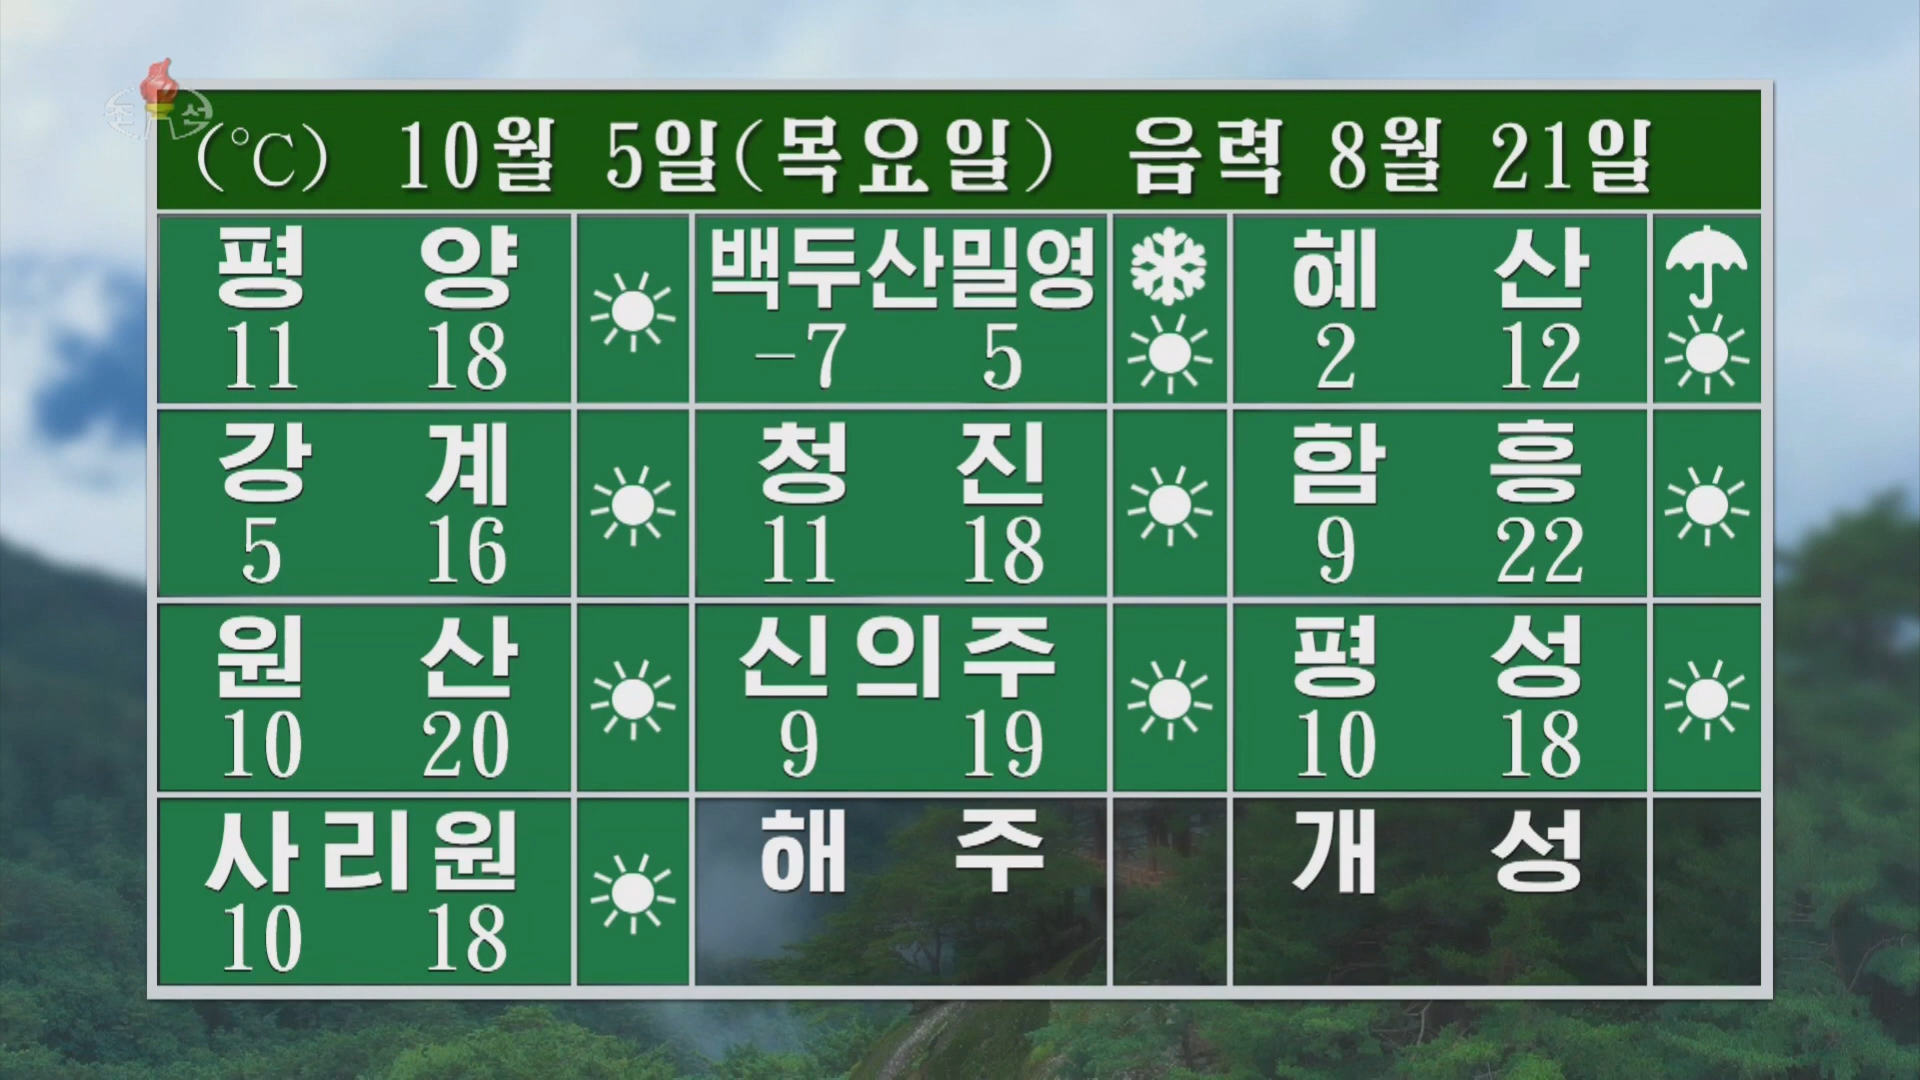 조선
(℃) 10월 5일(목요일) 음력 8월 21일
평양 백두산밀영 혜산
11 18 -7 5 2 12
강계 청진 함흥
5 16 11 18 9 22
원산 신의주 평성
10 20 9 19 10 18
사리원 해주 개성
10 18